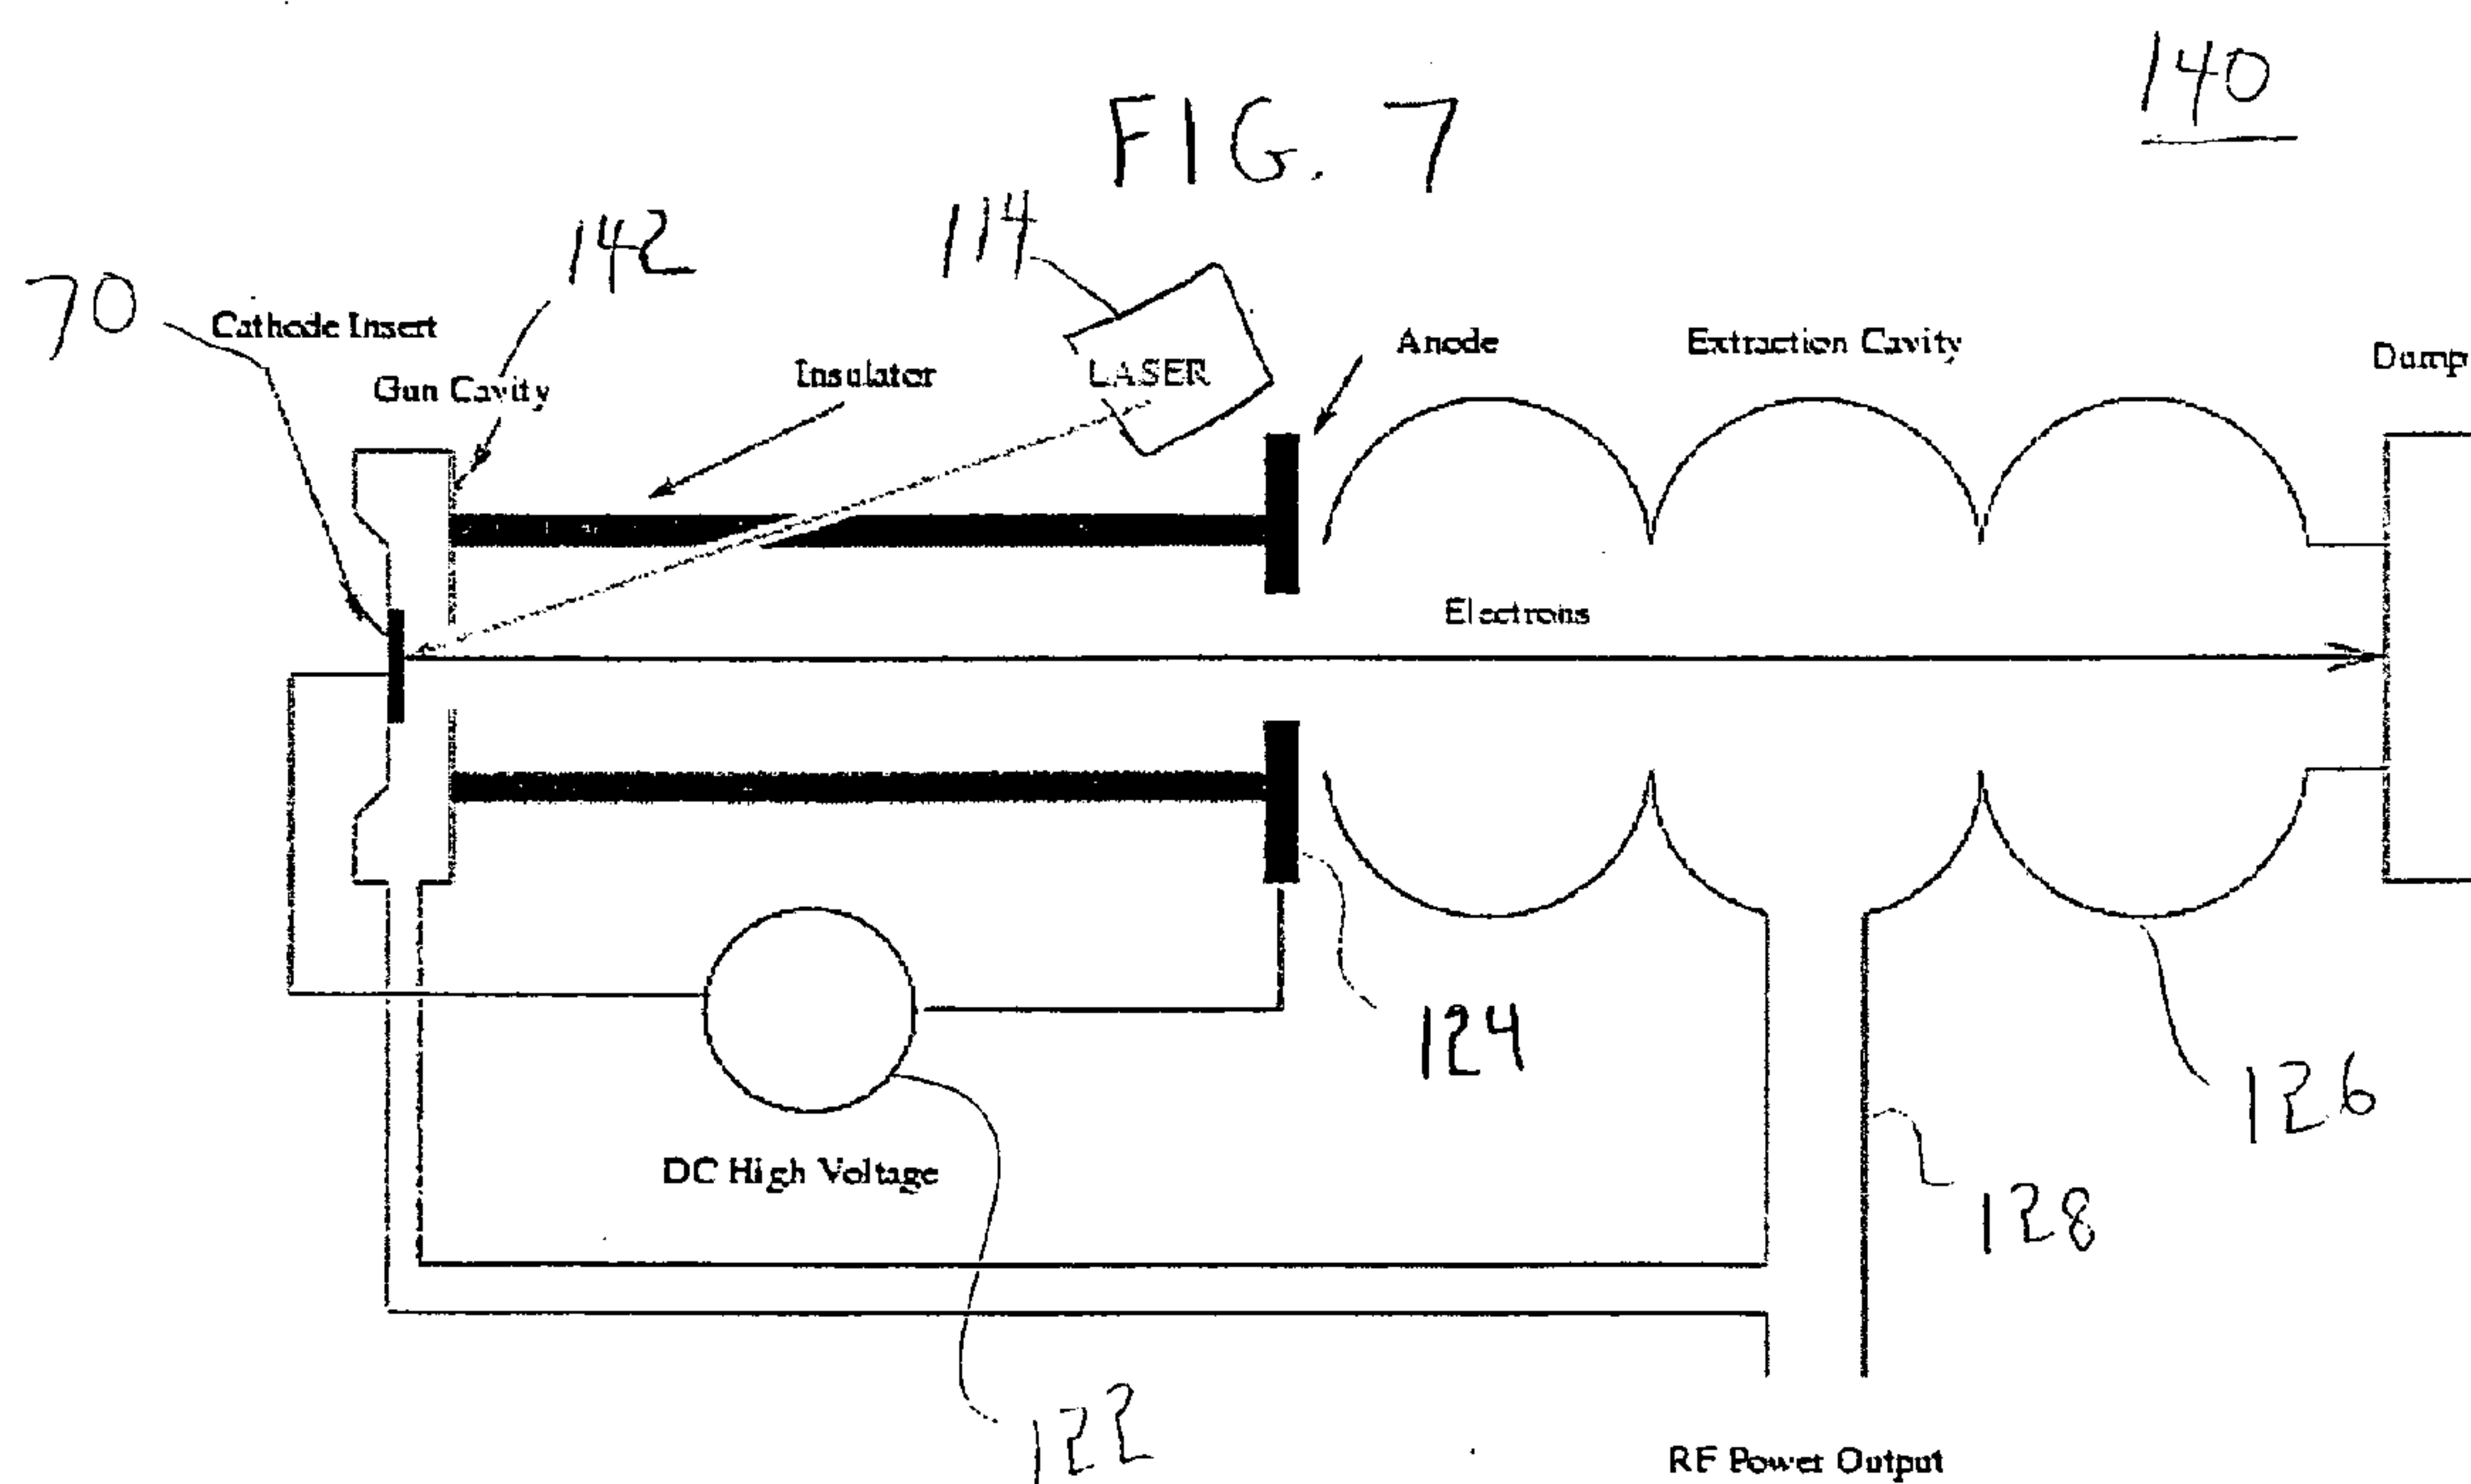 140
FIG. 7
142
114
70
Cathode Insert
Gun Cavity
Insulator
LASER
Anode
Extraction Cavity
Dump
Electrons
124
126
DC High Voltage
128
122
RF Power Output